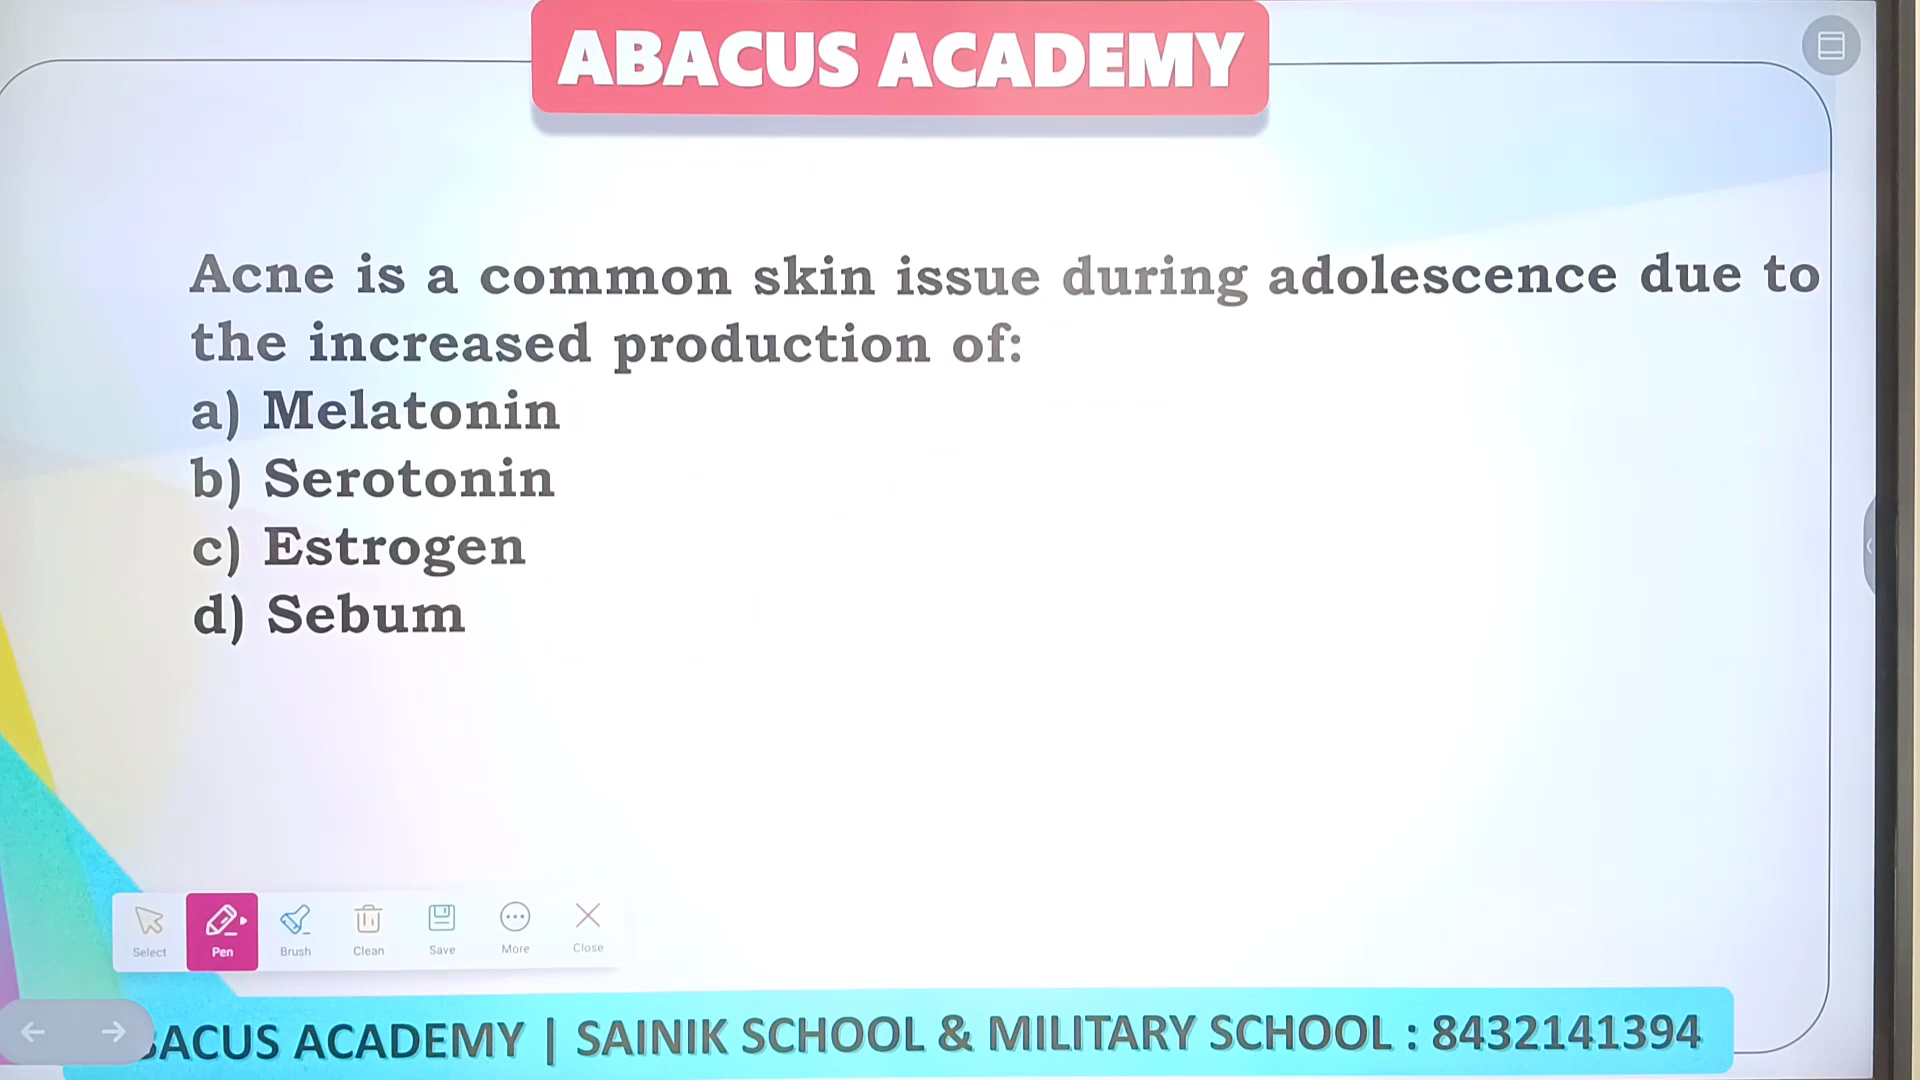 ABACUS ACADEMY
Acne is a common skin issue during adolescence due to
the increased production of:
a) Melatonin
b) Serotonin
c) Estrogen
d) Sebum
Select
Pen
Brush
Clean
Save
More
Close
BACUS ACADEMY | SAINIK SCHOOL & MILITARY SCHOOL : 8432141394